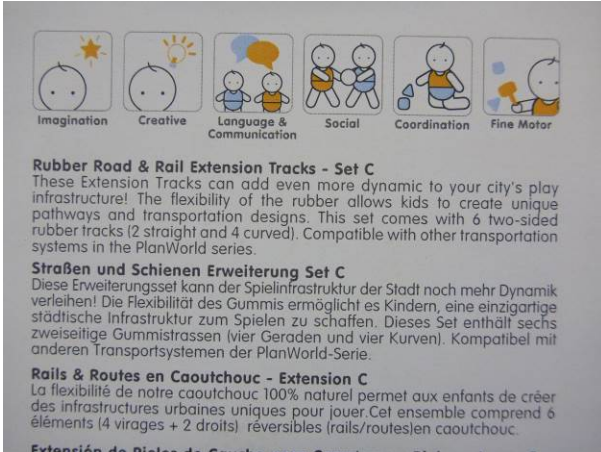 Imagination Creative Language & Communication Social Coordination Fine Motor
Rubber Road & Rail Extension Tracks - Set C
These Extension Tracks can add even more dynamic to your city's play
infrastructure! The flexibility of the rubber allows kids to create unique
pathways and transportation designs. This set comes with 6 two-sided
rubber tracks (2 straight and 4 curved). Compatible with other transportation
systems in the PlanWorld series.
Straßen und Schienen Erweiterung Set C
Diese Erweiterungsset kann der Spielinfrastruktur der Stadt noch mehr Dynamik
verleihen! Die Flexibilität des Gummis ermöglicht es Kindern, eine einzigartige
städtische Infrastruktur zum Spielen zu schaffen. Dieses Set enthält sechs
zweiseitige Gummistrassen (vier Geraden und vier Kurven). Kompatibel mit
anderen Transportsystemen der PlanWorld-Serie.
Rails & Routes en Caoutchouc - Extension C
La flexibilité de notre caoutchouc 100% naturel permet aux enfants de créer
des infrastructures urbaines uniques pour jouer.Cet ensemble comprend 6
éléments (4 virages + 2 droits) réversibles (rails/routes)en caoutchouc.